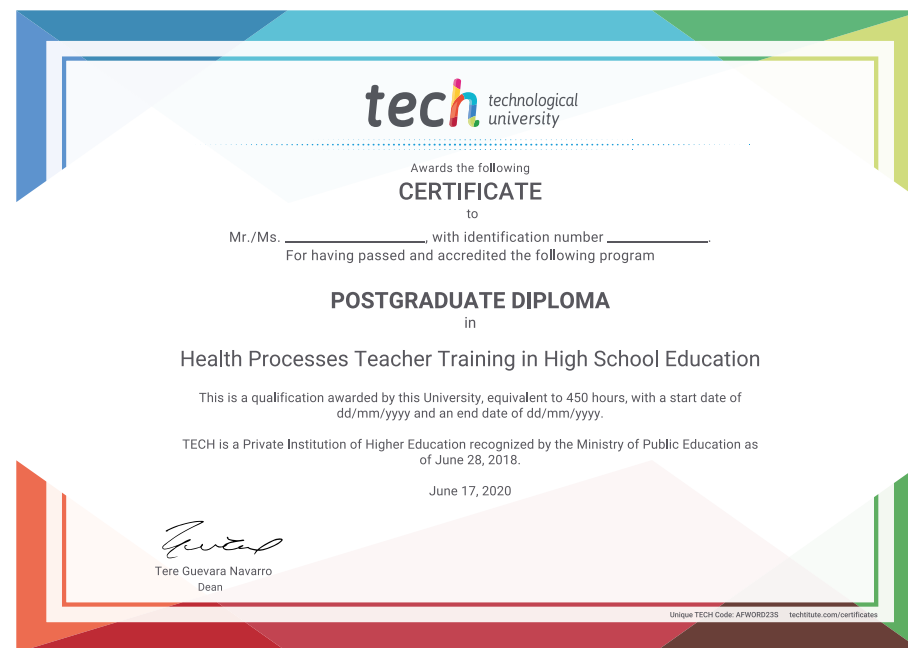 tech technological
university
Awards the following
CERTIFICATE
to
Mr./Ms. ____________________, with identification number ______________.
For having passed and accredited the following program
POSTGRADUATE DIPLOMA
in
Health Processes Teacher Training in High School Education
This is a qualification awarded by this University, equivalent to 450 hours, with a start date of
dd/mm/yyyy and an end date of dd/mm/yyyy.
TECH is a Private Institution of Higher Education recognized by the Ministry of Public Education as
of June 28, 2018.
June 17, 2020
Tere Guevara Navarro
Dean
Unique TECH Code: AFWORD23S techtitute.com/certificates